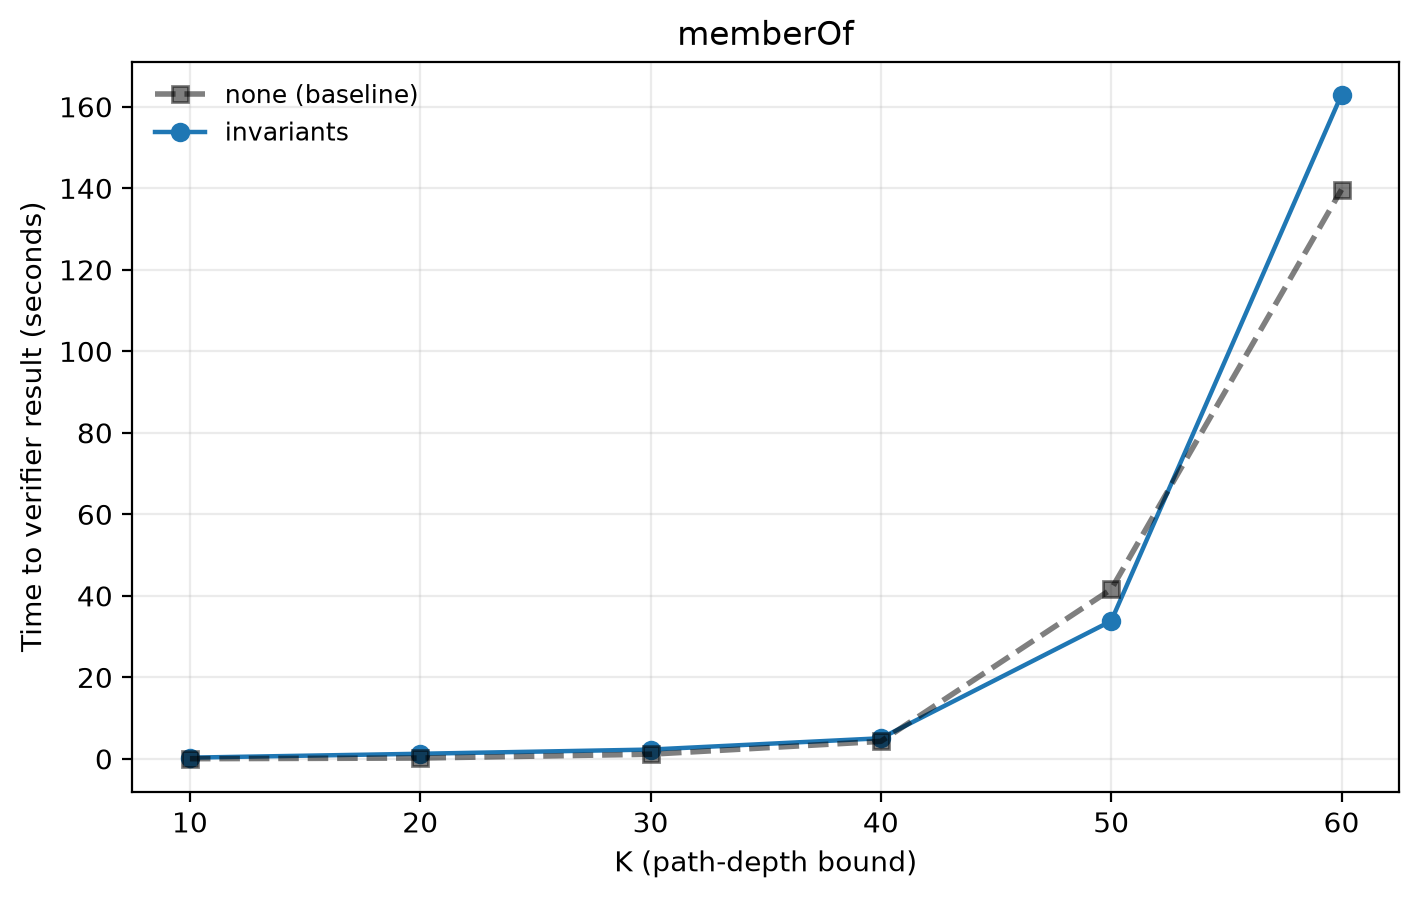 memberOf
none (baseline)
invariants
Time to verifier result (seconds)
160
140
120
100
80
60
40
20
0
10 20 30 40 50 60
K (path-depth bound)